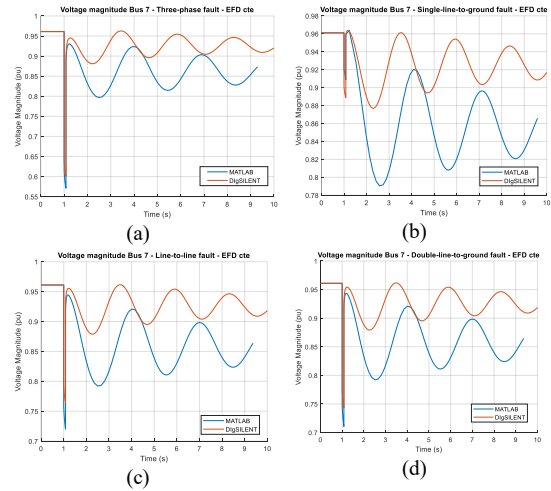 Voltage Magnitude Bus 7 - Three-phase fault - EFD cte
Voltage Magnitude (pu)
1
0.95
0.9
0.85
0.8
0.75
0.7
0.65
0.6
0.55
0 1 2 3 4 5 6 7 8 9 10
Time (s)
MATLAB
DIgSILENT
(a)
Voltage Magnitude Bus 7 - Single-line-to-ground fault - EFD cte
Voltage Magnitude (pu)
0.98
0.96
0.94
0.92
0.9
0.88
0.86
0.84
0.82
0.8
0.78
0 1 2 3 4 5 6 7 8 9 10
Time (s)
MATLAB
DIgSILENT
(b)
Voltage magnitude Bus 7 - Line-to-line fault - EFD cte
Voltage Magnitude (pu)
1
0.95
0.9
0.85
0.8
0.75
0.7
0 1 2 3 4 5 6 7 8 9 10
Time (s)
MATLAB
DIgSILENT
(c)
Voltage magnitude Bus 7 - Double-line-to-ground fault - EFD cte
Voltage Magnitude (pu)
1
0.95
0.9
0.85
0.8
0.75
0.7
0 1 2 3 4 5 6 7 8 9 10
Time (s)
MATLAB
DIgSILENT
(d)